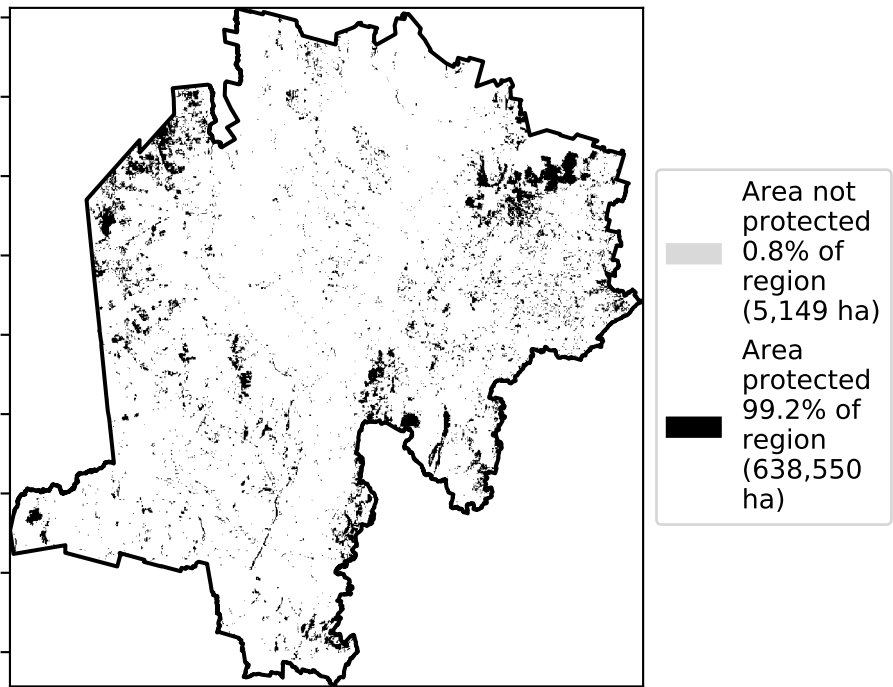 Area not
protected
0.8% of
region
(5,149 ha)
Area
protected
99.2% of
region
(638,550
ha)